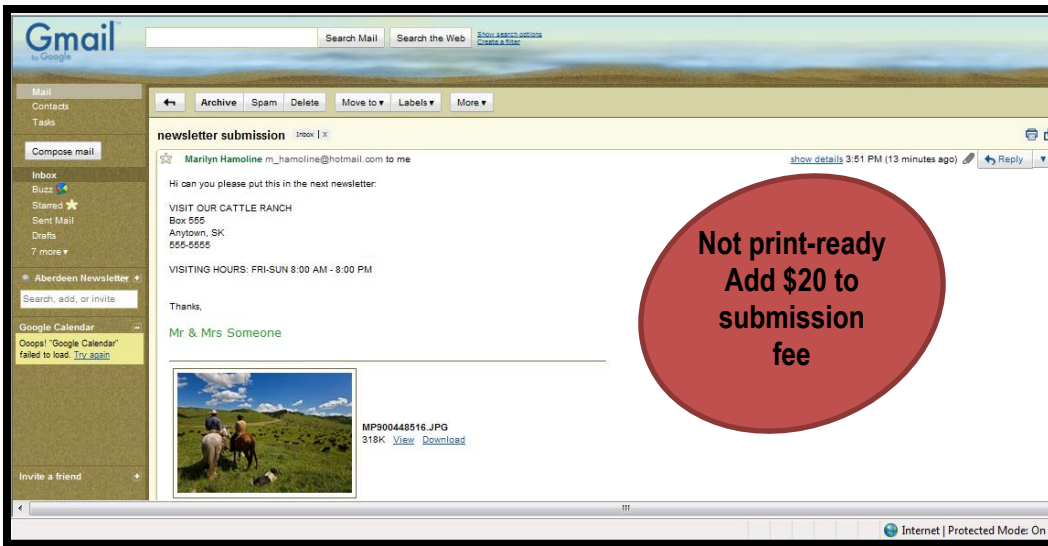 Gmail
by Google
Search Mail
Search the Web
Show search options
Create a filter
Mail
Contacts
Tasks
Compose mail
Inbox
Buzz
Starred
Sent Mail
Drafts
7 more ▾
Aberdeen Newsletter +
Search, add, or invite
Google Calendar
Ooops! "Google Calendar"
failed to load. Try again
Invite a friend +
Archive Spam Delete Move to ▾ Labels ▾ More ▾
newsletter submission Inbox | X
Marilyn Hamoline m_hamoline@hotmail.com to me show details 3:51 PM (13 minutes ago) Reply ▾
Hi can you please put this in the next newsletter:
VISIT OUR CATTLE RANCH
Box 555
Anytown, SK
555-5555
VISITING HOURS: FRI-SUN 8:00 AM - 8:00 PM
Thanks,
Mr & Mrs Someone
MP900448516.JPG
318K View Download
Not print-ready
Add $20 to
submission
fee
Internet | Protected Mode: On